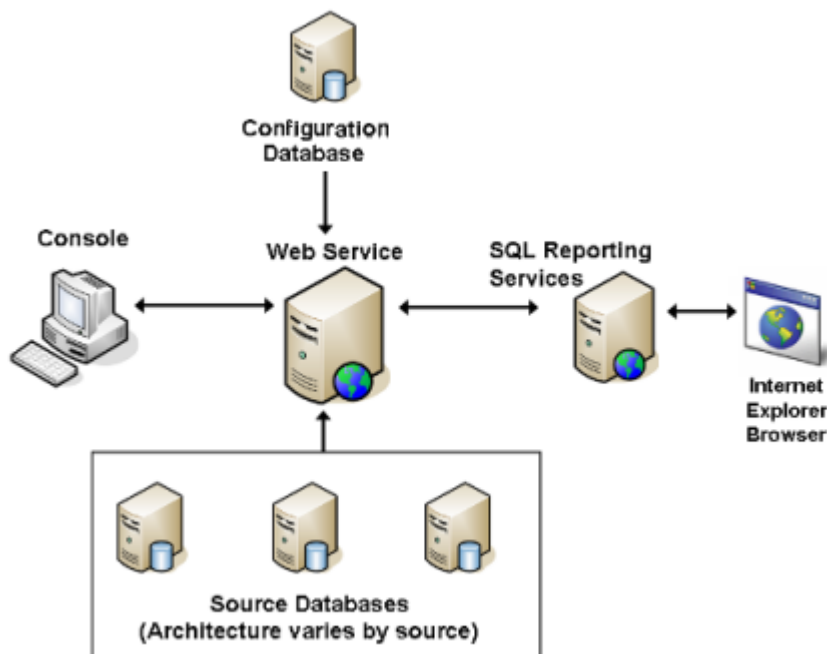 Configuration
Database
Console
Web Service
SQL Reporting
Services
Internet
Explorer
Browser
Source Databases
(Architecture varies by source)